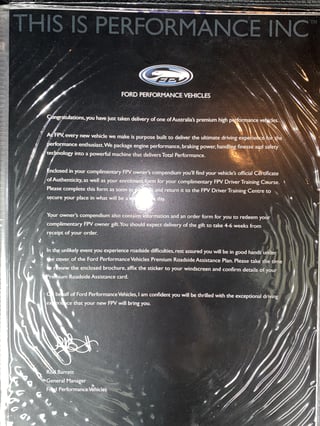 THIS IS PERFORMANCE INC™
FPV
FORD PERFORMANCE VEHICLES
Congratulations, you have just taken delivery of one of Australia's premium high performance vehicles.
At FPV, every new vehicle we make is purpose built to deliver the ultimate driving experience for the
performance enthusiast. We package engine performance, braking power, handling finesse and safety
technology into a powerful machine that delivers Total Performance.
Enclosed in your complimentary FPV owner's compendium you'll find your vehicle's official Certificate
of Authenticity, as well as your enrolment form for your complimentary FPV Driver Training Course.
Please complete this form as soon as and return it to the FPV Driver Training Centre to
secure your place in what will be a day.
Your owner's compendium also contains information and an order form for you to redeem your
complimentary FPV owner gift. You should expect delivery of the gift to take 4-6 weeks from
receipt of your order.
In the unlikely event you experience roadside difficulties, rest assured you will be in good hands under
the cover of the Ford Performance Vehicles Premium Roadside Assistance Plan. Please take the time
to review the enclosed brochure, affix the sticker to your windscreen and confirm details of your
Premium Roadside Assistance card.
On behalf of Ford Performance Vehicles, I am confident you will be thrilled with the exceptional driving
experience that your new FPV will bring you.
Rod Barrett
General Manager
Ford Performance Vehicles